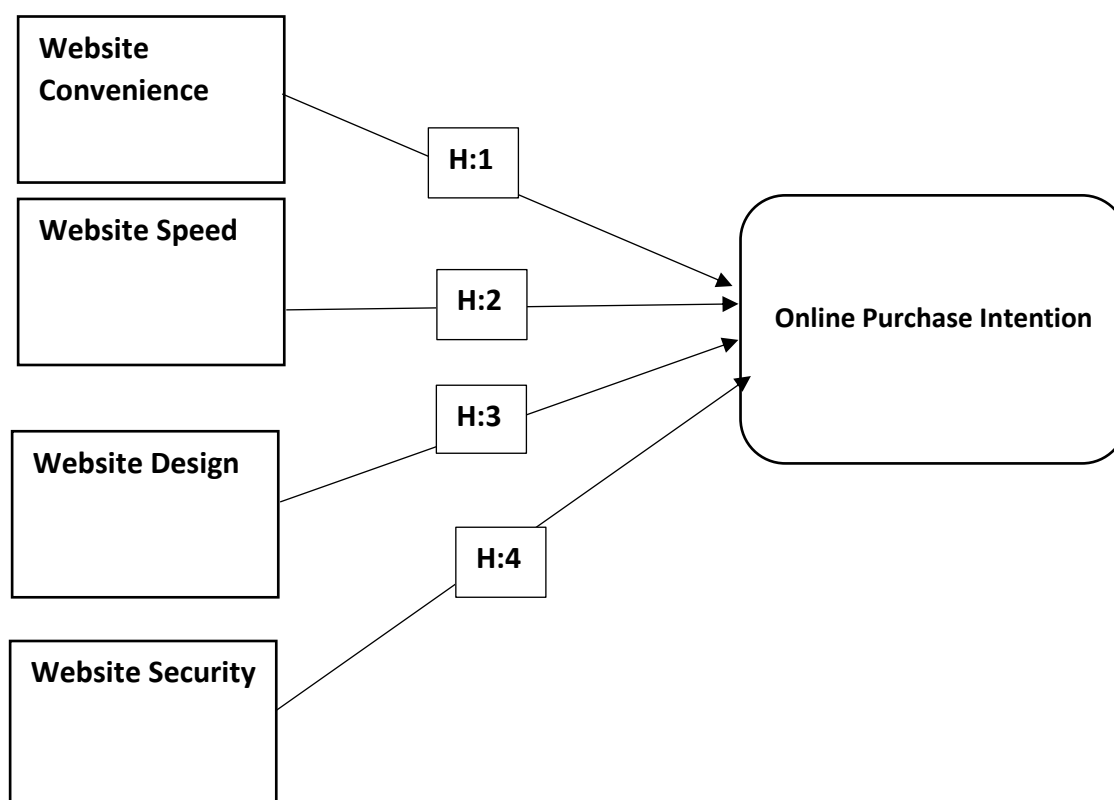 Website
Convenience
H:1
Website Speed
H:2
Online Purchase Intention
H:3
Website Design
H:4
Website Security